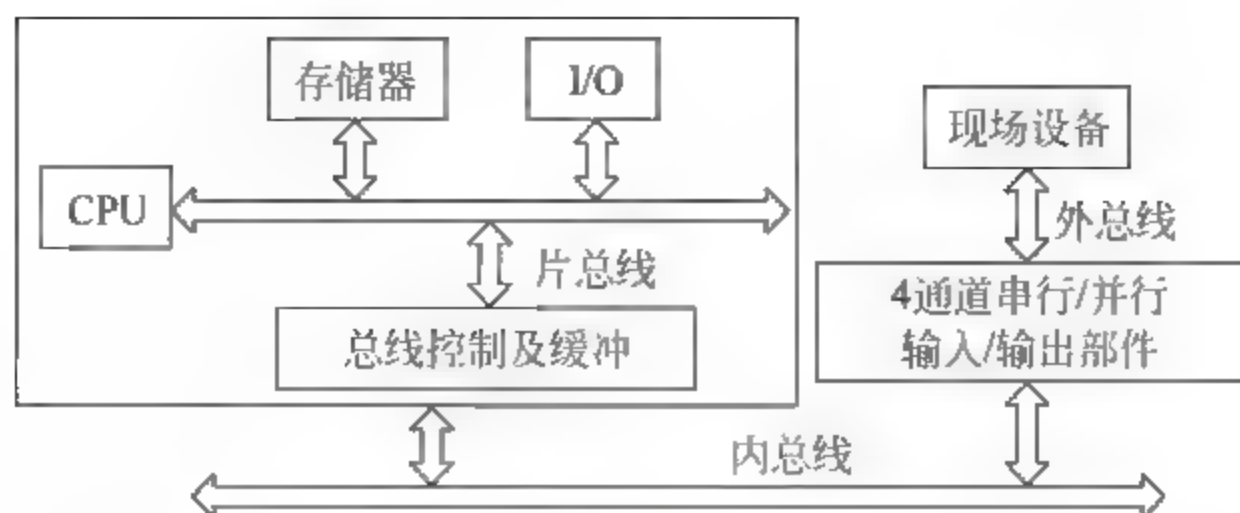 存储器
I/O
现场设备
CPU
外总线
片总线
4通道串行/并行
输入/输出部件
总线控制及缓冲
内总线